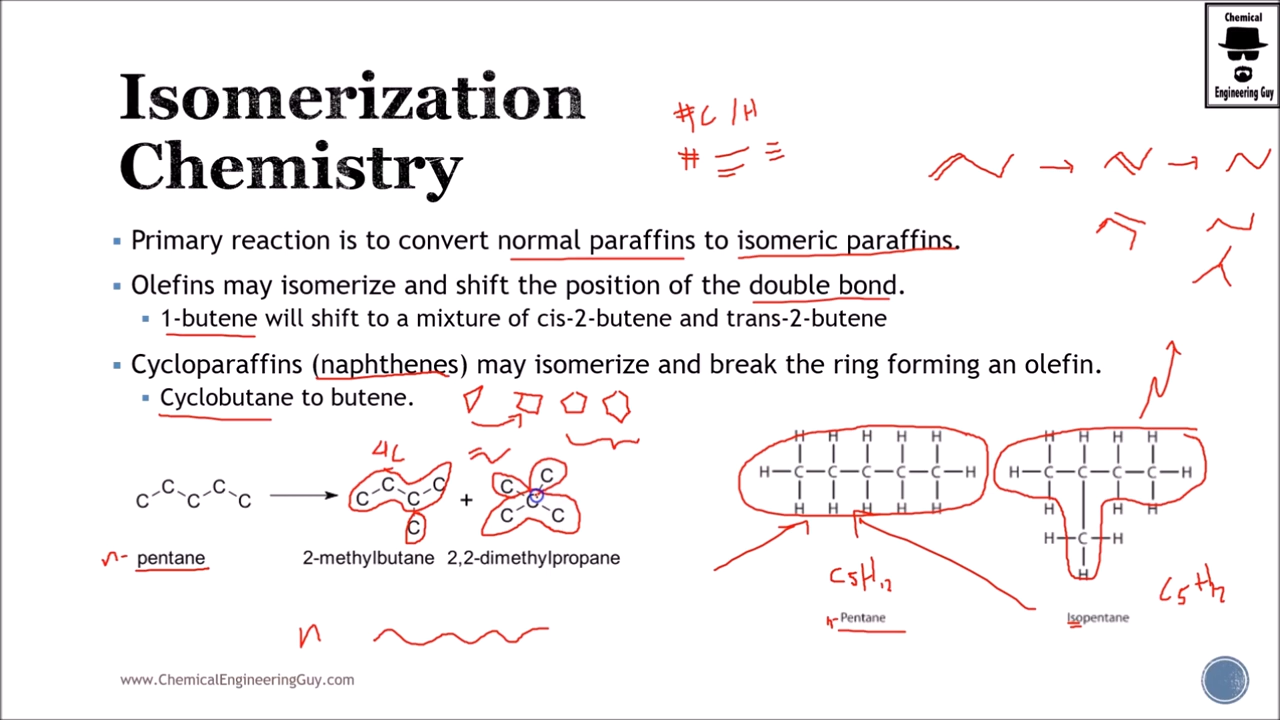 Chemical
Engineering Guy
Isomerization
Chemistry
#C / H
#
▪ Primary reaction is to convert normal paraffins to isomeric paraffins.
▪ Olefins may isomerize and shift the position of the double bond.
▪ 1-butene will shift to a mixture of cis-2-butene and trans-2-butene
▪ Cycloparaffins (naphthenes) may isomerize and break the ring forming an olefin.
▪ Cyclobutane to butene.
4C
C C C C C
C C C C C
+
C C C C C
H H H H H
H C C C C C H
H H H H H
H H H H
H C C C C H
H H H
H C H
H
n- pentane
2-methylbutane 2,2-dimethylpropane
C5H12
C5H12
n-Pentane
Isopentane
n
www.ChemicalEngineeringGuy.com